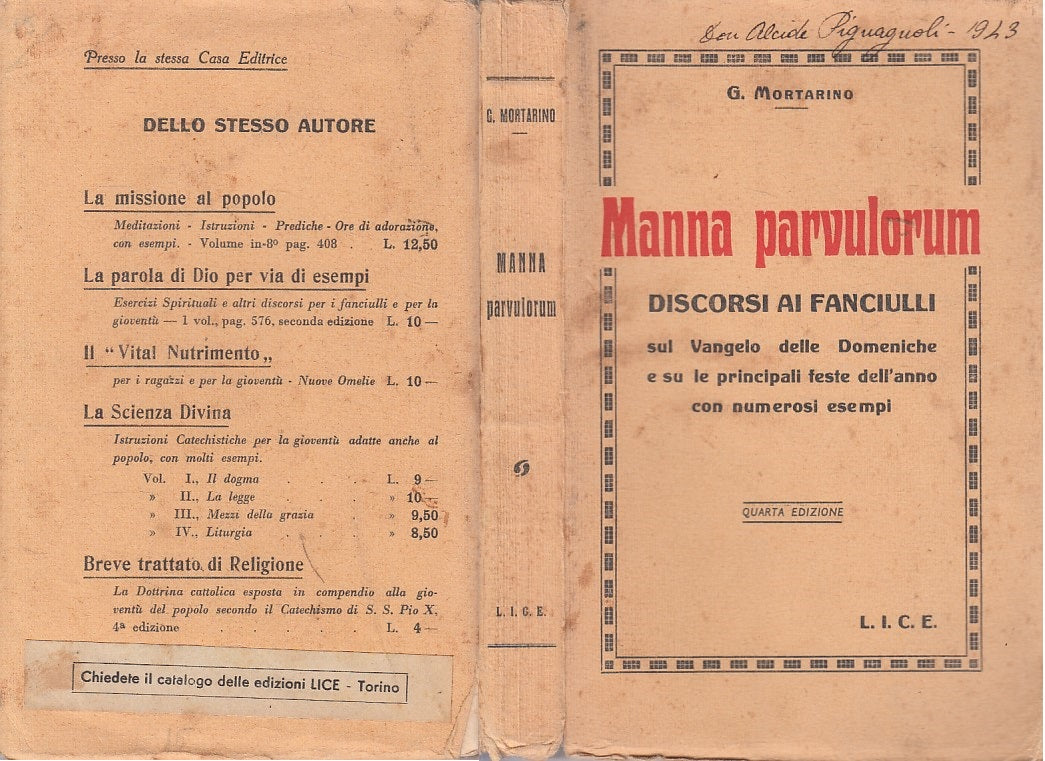 Presso la stessa Casa Editrice
DELLO STESSO AUTORE
La missione al popolo
Meditazioni - Istruzioni - Prediche - Ore di adorazione,
con esempi. - Volume in-8º pag. 408 . L. 12,50
La parola di Dio per via di esempi
Esercizi Spirituali e altri discorsi per i fanciulli e per la
gioventù — 1 vol., pag. 576, seconda edizione L. 10 —
Il “Vital Nutrimento„
per i ragazzi e per la gioventù - Nuove Omelie L. 10 —
La Scienza Divina
Istruzioni Catechistiche per la gioventù adatte anche al
popolo, con molti esempi.
Vol. I., Il dogma . . . L. 9 —
» II., La legge . . . » 10 —
» III., Mezzi della grazia . » 9,50
» IV., Liturgia . . . » 8,50
Breve trattato di Religione
La Dottrina cattolica esposta in compendio alla gio-
ventù del popolo secondo il Catechismo di S. S. Pio X,
4ª edizione . . . . . L. 4 —
Chiedete il catalogo delle edizioni LICE - Torino
G. MORTARINO
MANNA
parvulorum
L. I. C. E.
Don Alcide Pignagnoli - 1943
G. MORTARINO
Manna parvulorum
DISCORSI AI FANCIULLI
sul Vangelo delle Domeniche
e su le principali feste dell'anno
con numerosi esempi
QUARTA EDIZIONE
L. I. C. E.